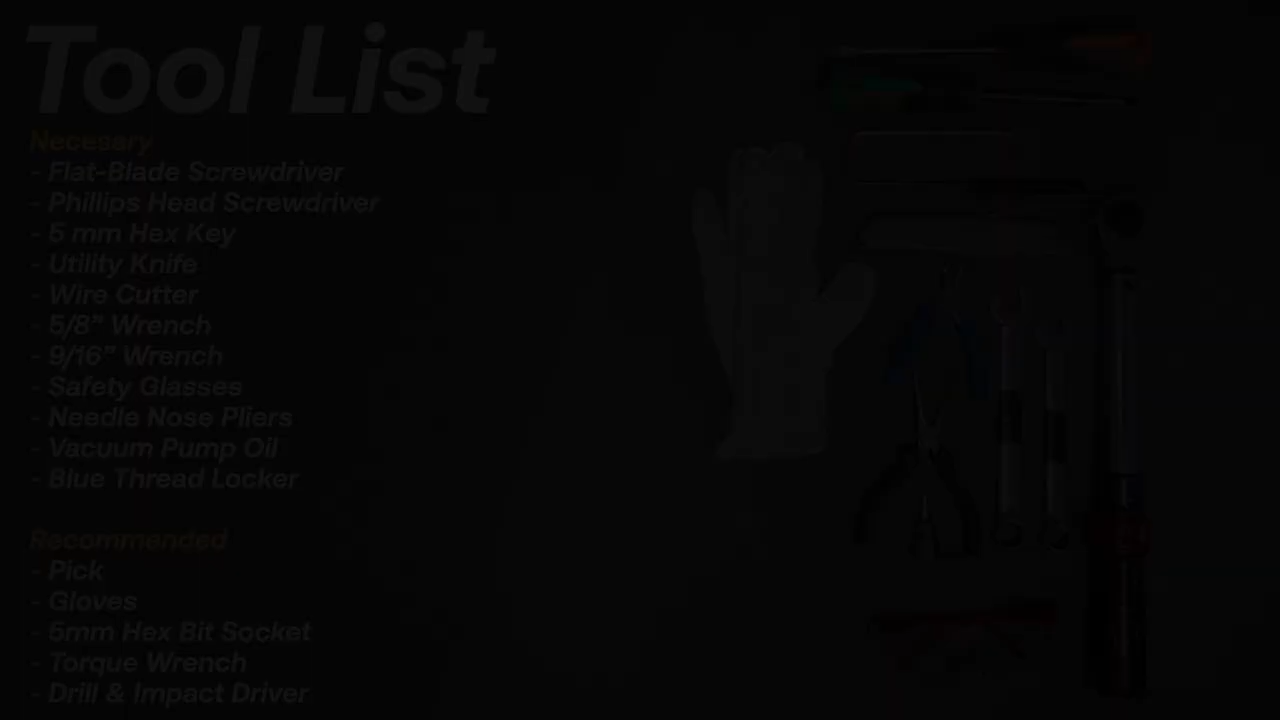 Tool List
Necesary
- Flat-Blade Screwdriver
- Phillips Head Screwdriver
- 5 mm Hex Key
- Utility Knife
- Wire Cutter
- 5/8" Wrench
- 9/16" Wrench
- Safety Glasses
- Needle Nose Pliers
- Vacuum Pump Oil
- Blue Thread Locker
Recommended
- Pick
- Gloves
- 5mm Hex Bit Socket
- Torque Wrench
- Drill & Impact Driver